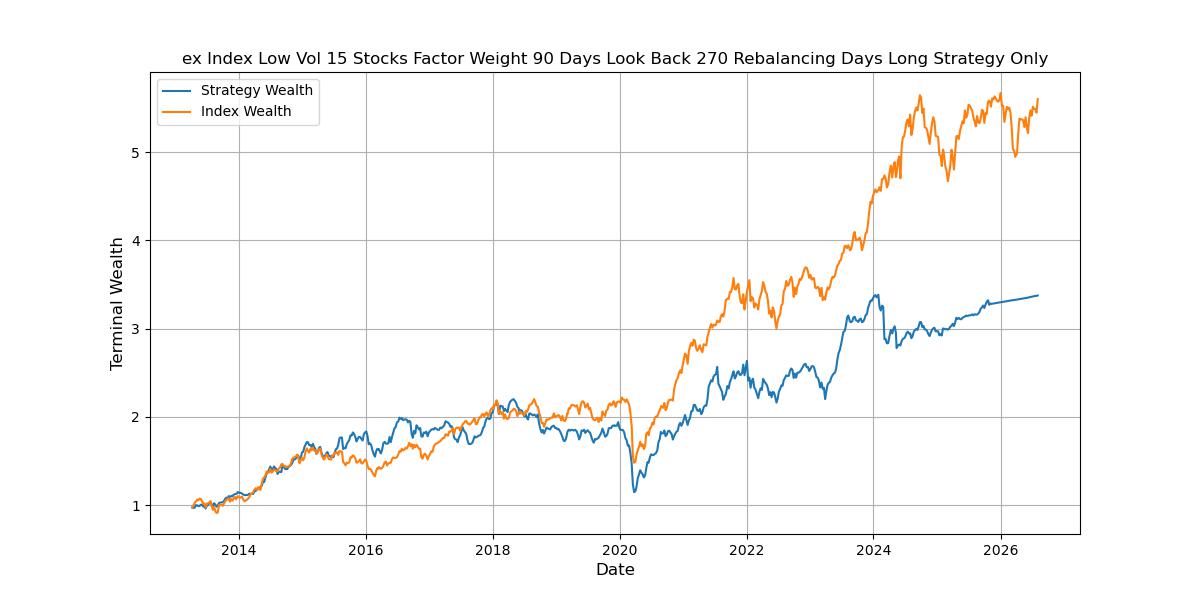 ex Index Low Vol 15 Stocks Factor Weight 90 Days Look Back 270 Rebalancing Days Long Strategy Only
Strategy Wealth
Index Wealth
Terminal Wealth
5
4
3
2
1
2014 2016 2018 2020 2022 2024 2026
Date